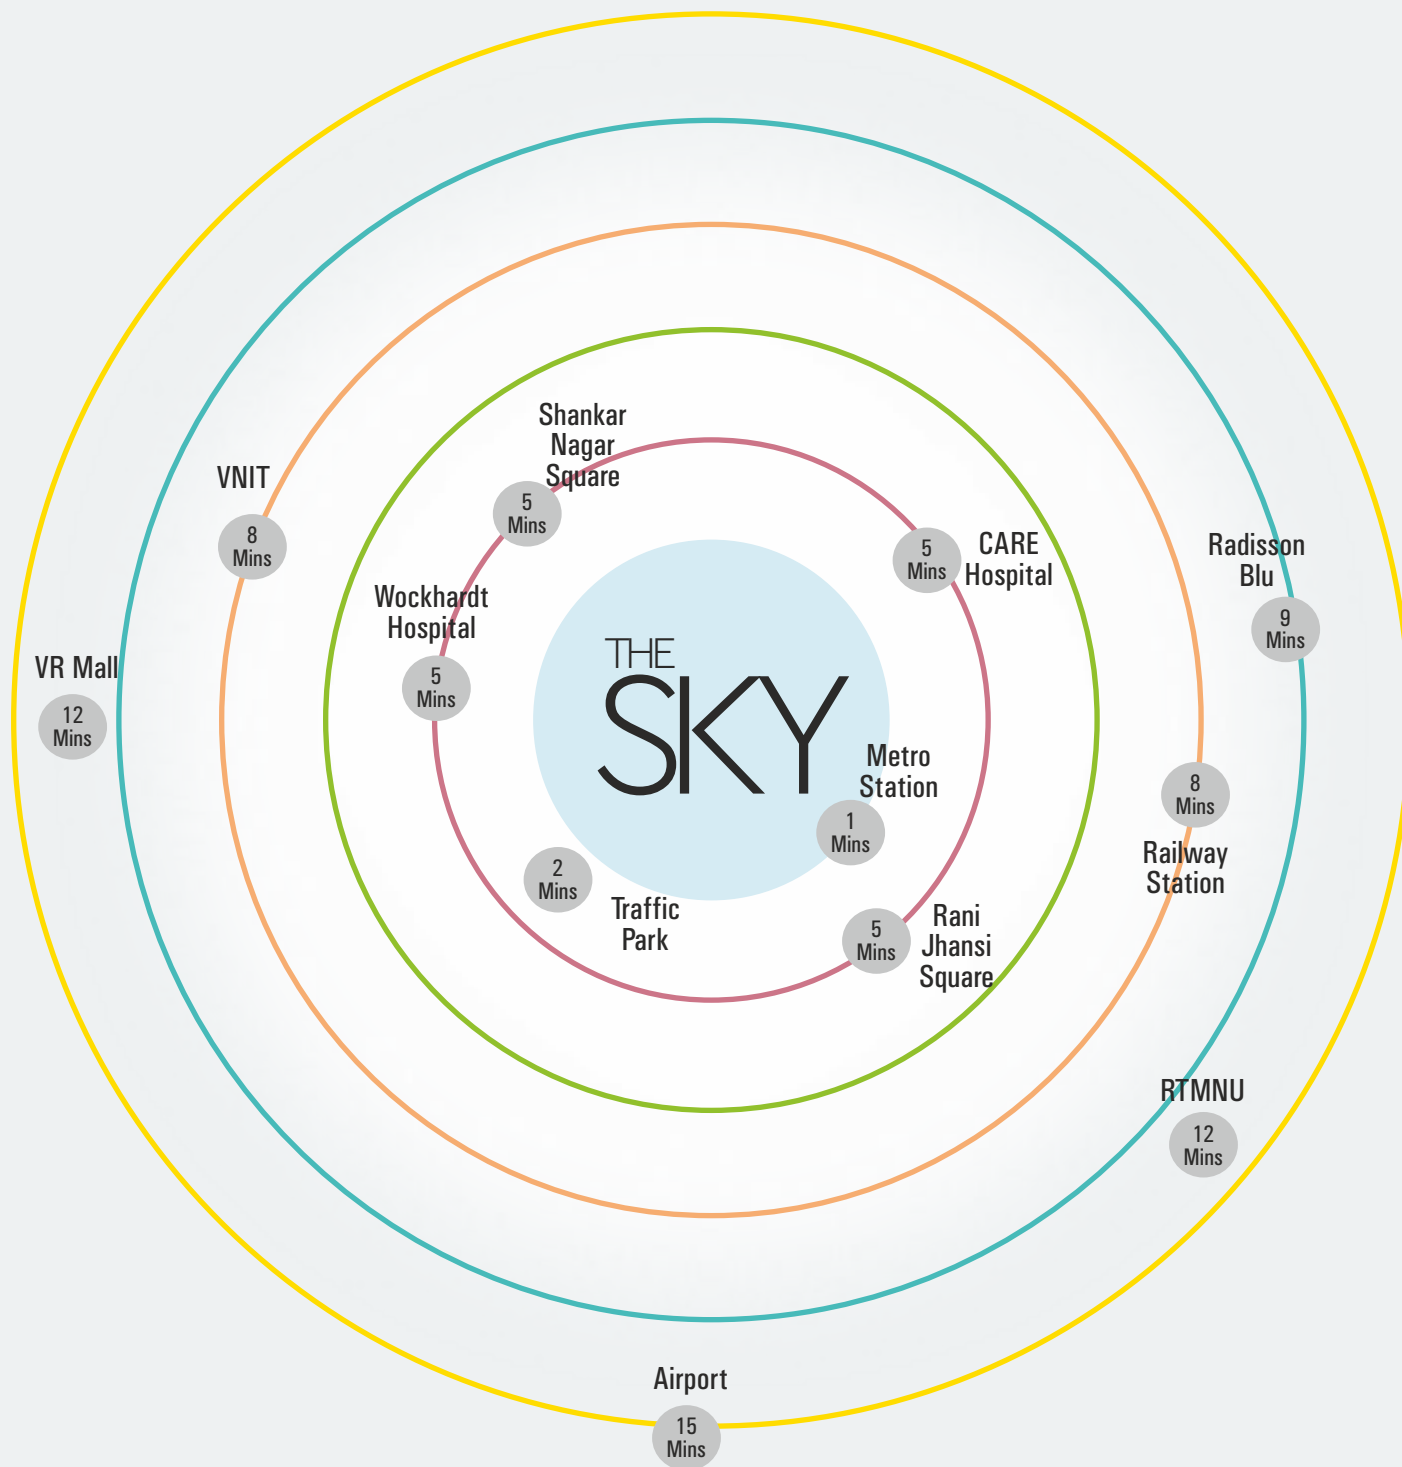 Shankar
Nagar
Square
5
Mins
VNIT
8
Mins
CARE
Hospital
5
Mins
Radisson
Blu
9
Mins
Wockhardt
Hospital
5
Mins
VR Mall
12
Mins
THE
SKY
Metro
Station
1
Mins
8
Mins
Railway
Station
2
Mins
Traffic
Park
5
Mins
Rani
Jhansi
Square
RTMNU
12
Mins
Airport
15
Mins